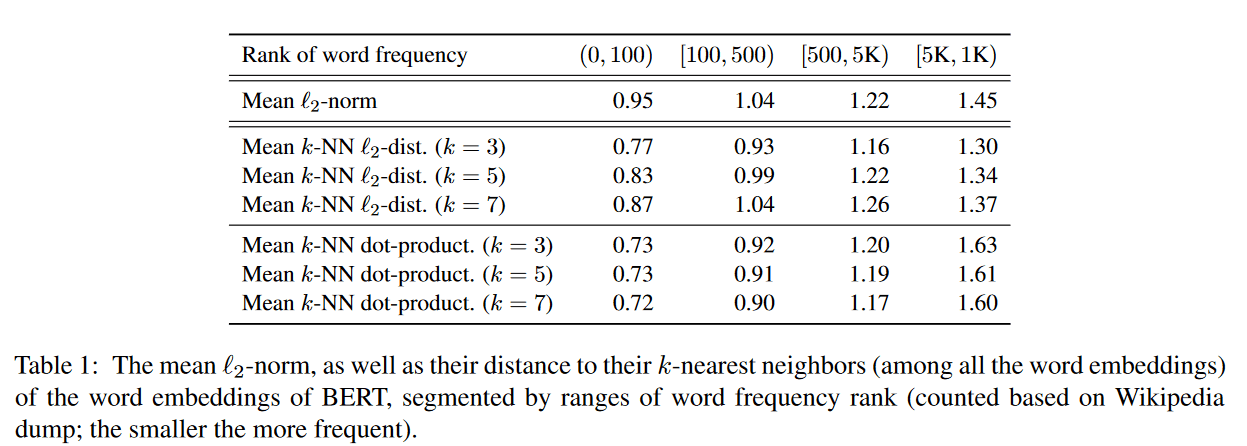 Rank of word frequency (0, 100) [100, 500) [500, 5K) [5K, 1K)
Mean ℓ2-norm 0.95 1.04 1.22 1.45
Mean k-NN ℓ2-dist. (k = 3) 0.77 0.93 1.16 1.30
Mean k-NN ℓ2-dist. (k = 5) 0.83 0.99 1.22 1.34
Mean k-NN ℓ2-dist. (k = 7) 0.87 1.04 1.26 1.37
Mean k-NN dot-product. (k = 3) 0.73 0.92 1.20 1.63
Mean k-NN dot-product. (k = 5) 0.73 0.91 1.19 1.61
Mean k-NN dot-product. (k = 7) 0.72 0.90 1.17 1.60
Table 1: The mean ℓ2-norm, as well as their distance to their k-nearest neighbors (among all the word embeddings)
of the word embeddings of BERT, segmented by ranges of word frequency rank (counted based on Wikipedia
dump; the smaller the more frequent).